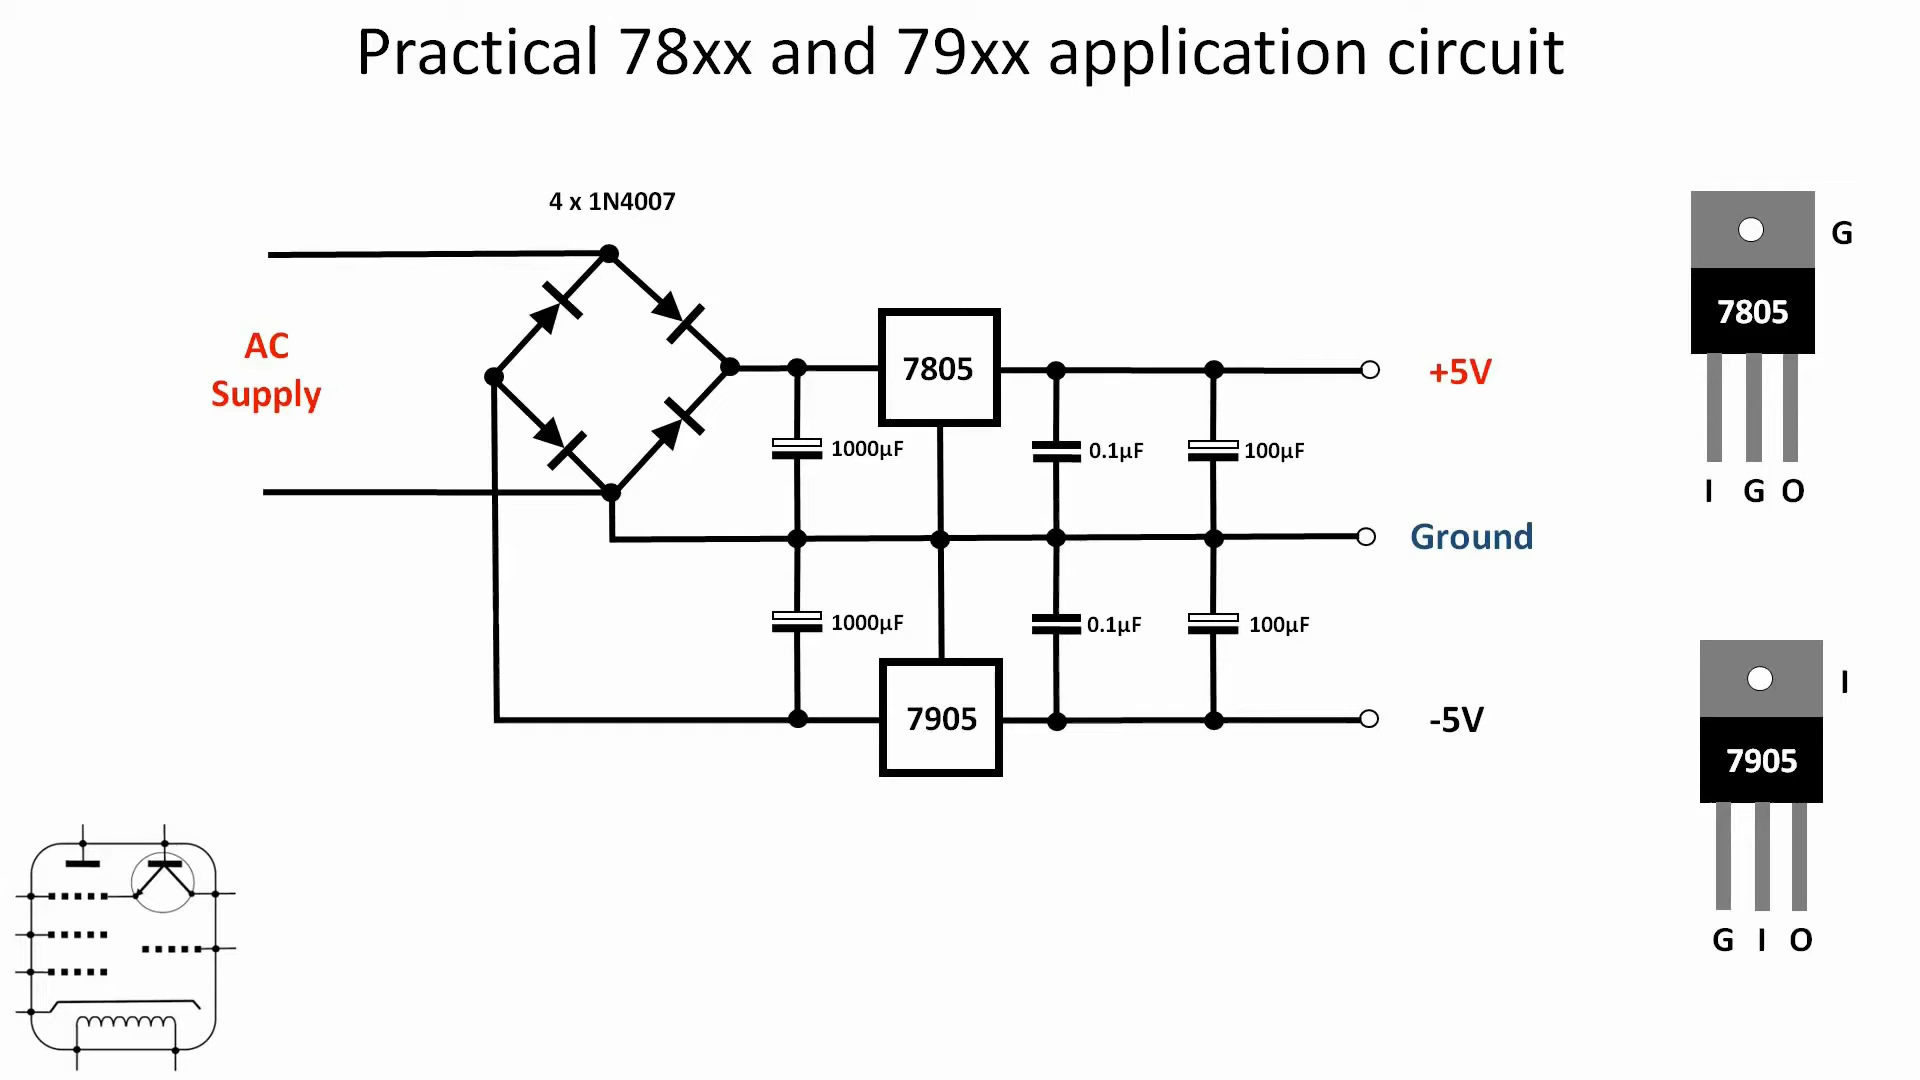 Practical 78xx and 79xx application circuit
4 x 1N4007
AC
Supply
7805
1000µF
0.1µF
100µF
+5V
Ground
1000µF
0.1µF
100µF
7905
-5V
G
7805
I G O
I
7905
G I O